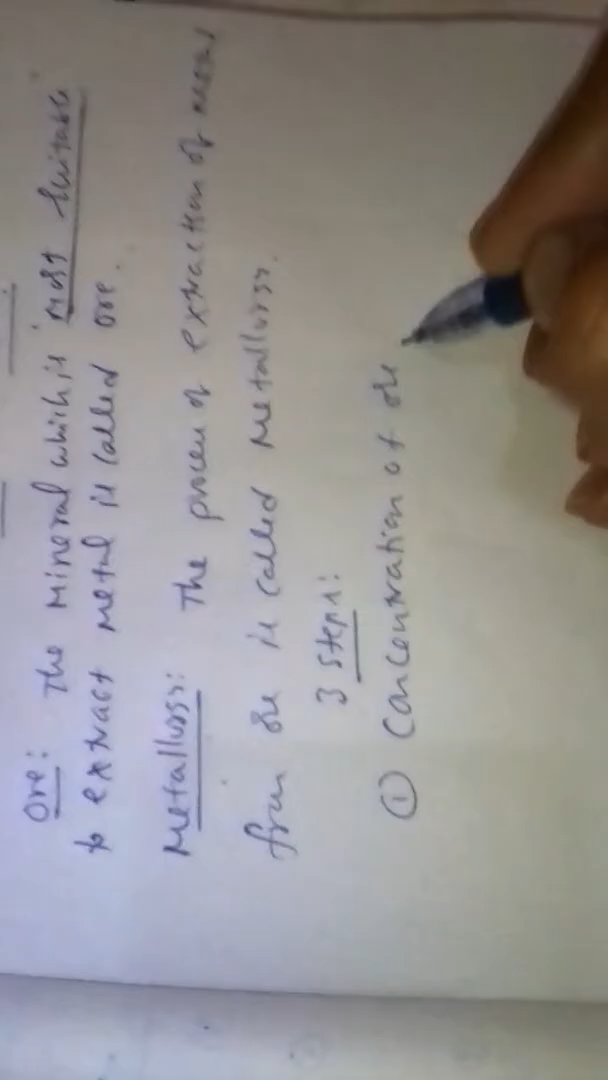 ore: The mineral which is most suitable
to extract metal is called ore.
Metallurgy: The process of extraction of metal
from ore is called metallurgy.
3 steps:
① Concentration of ore